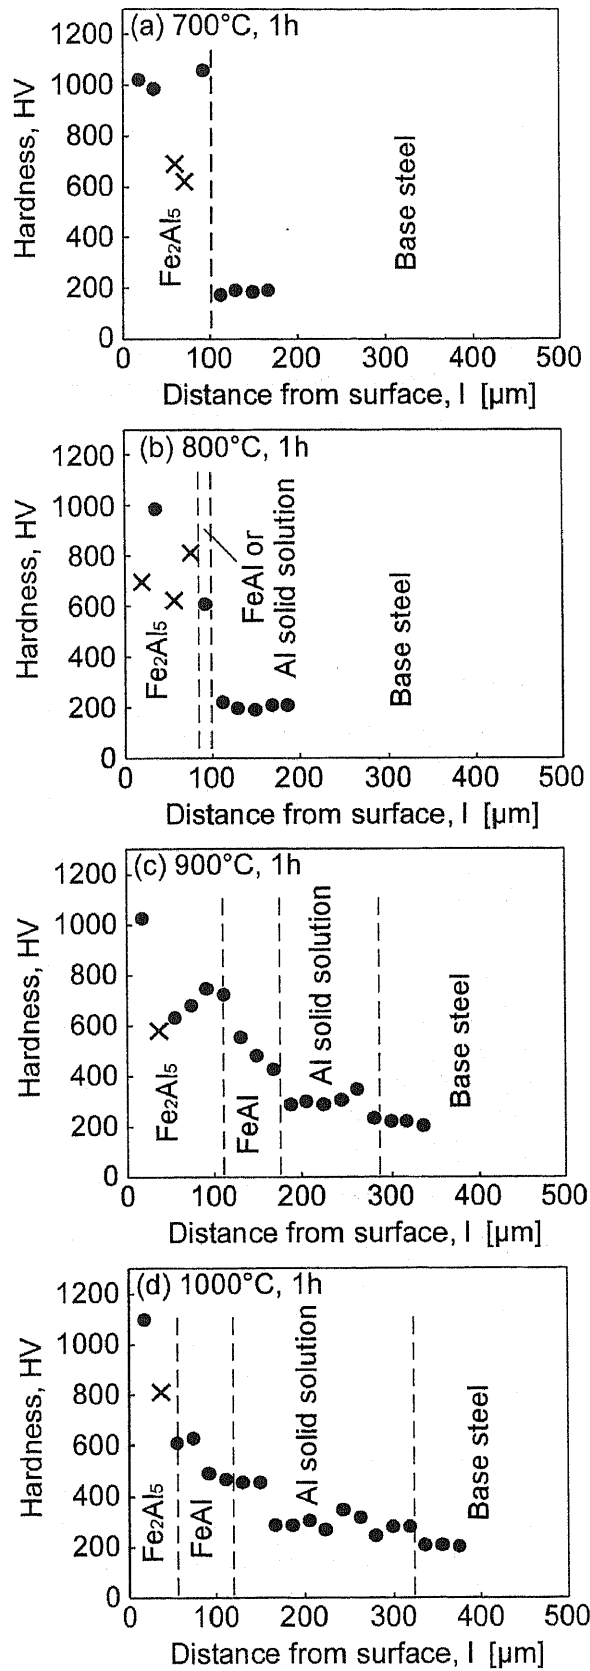 (a) 700°C, 1h
1200
1000
800
600
400
200
0
Hardness, HV
Fe₂Al₅
Base steel
0 100 200 300 400 500
Distance from surface, l [μm]
(b) 800°C, 1h
1200
1000
800
600
400
200
0
Hardness, HV
Fe₂Al₅
FeAl or
Al solid solution
Base steel
0 100 200 300 400 500
Distance from surface, l [μm]
(c) 900°C, 1h
1200
1000
800
600
400
200
0
Hardness, HV
Fe₂Al₅
FeAl
Al solid solution
Base steel
0 100 200 300 400 500
Distance from surface, l [μm]
(d) 1000°C, 1h
1200
1000
800
600
400
200
0
Hardness, HV
Fe₂Al₅
FeAl
Al solid solution
Base steel
0 100 200 300 400 500
Distance from surface, l [μm]